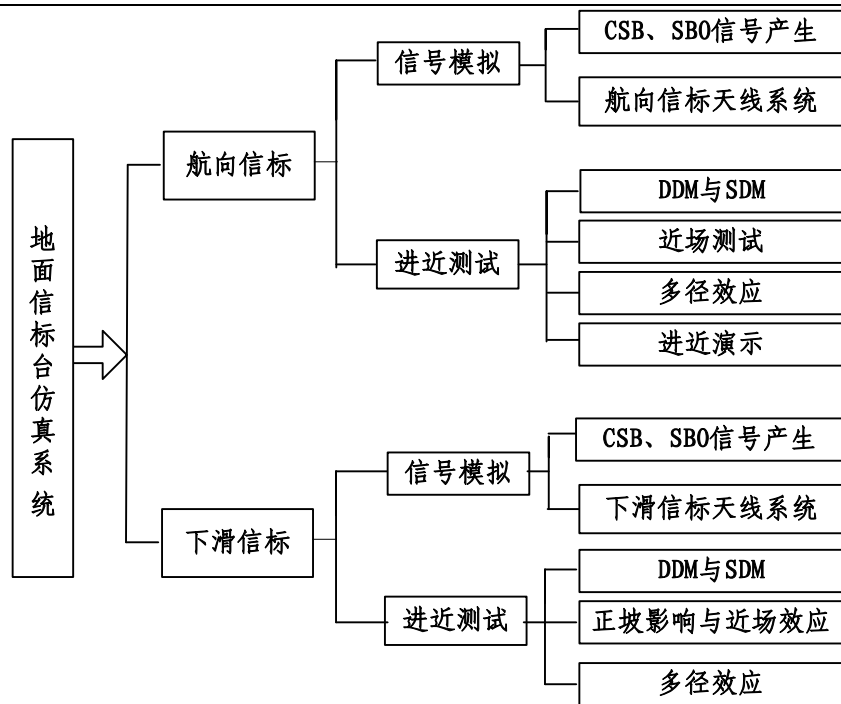 地面信标台仿真系统
航向信标
信号模拟
CSB、SBO信号产生
航向信标天线系统
进近测试
DDM与SDM
近场测试
多径效应
进近演示
下滑信标
信号模拟
CSB、SBO信号产生
下滑信标天线系统
进近测试
DDM与SDM
正坡影响与近场效应
多径效应